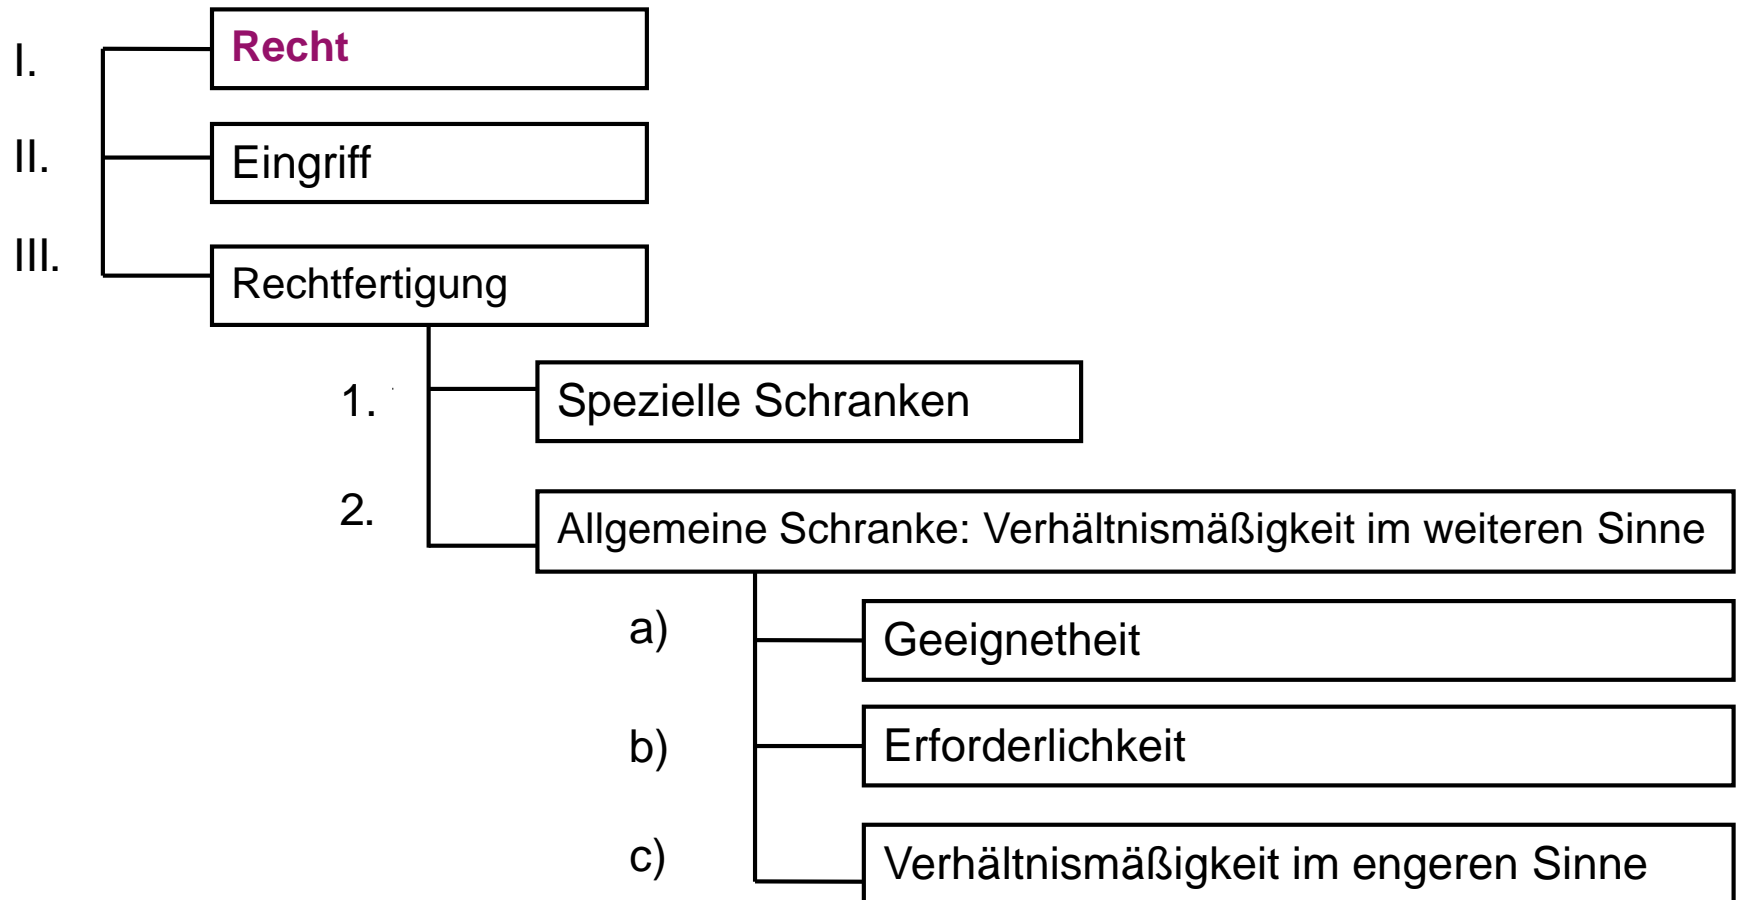 I. Recht
II. Eingriff
III. Rechtfertigung
1. Spezielle Schranken
2. Allgemeine Schranke: Verhältnismäßigkeit im weiteren Sinne
a) Geeignetheit
b) Erforderlichkeit
c) Verhältnismäßigkeit im engeren Sinne